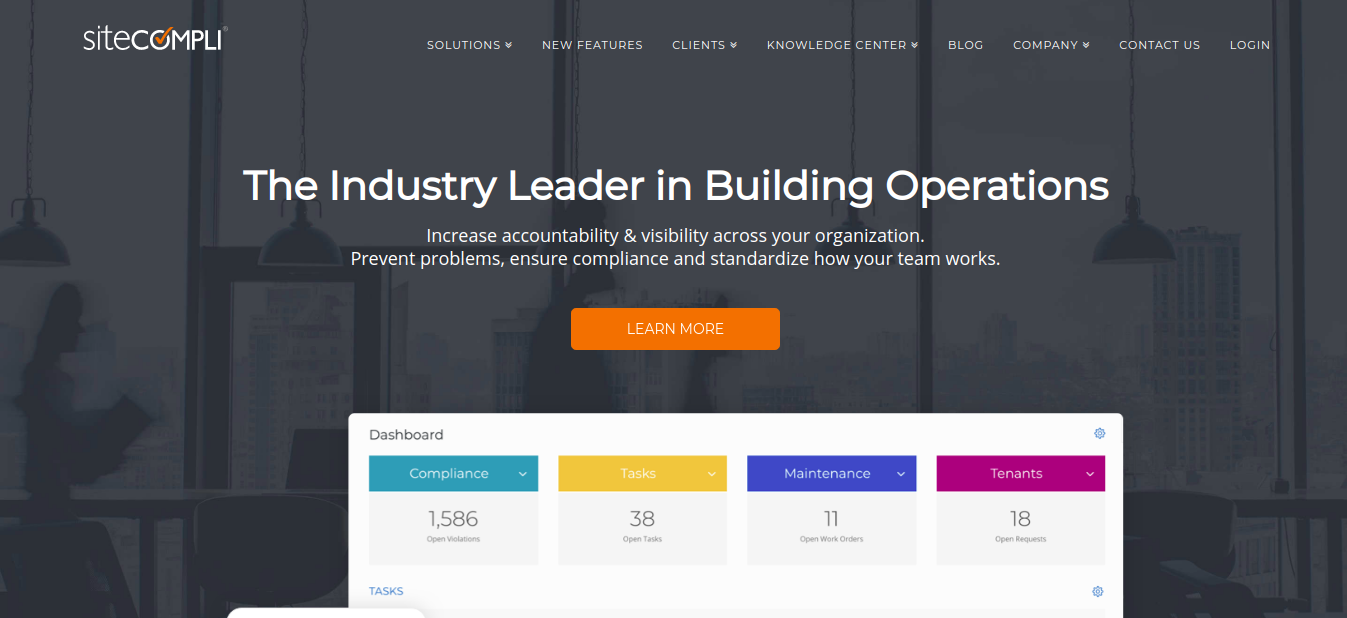 siteCOMPLI®
SOLUTIONS NEW FEATURES CLIENTS KNOWLEDGE CENTER BLOG COMPANY CONTACT US LOGIN
The Industry Leader in Building Operations
Increase accountability & visibility across your organization.
Prevent problems, ensure compliance and standardize how your team works.
LEARN MORE
Dashboard
Compliance Tasks Maintenance Tenants
1,586 38 11 18
Open Violations Open Tasks Open Work Orders Open Requests
TASKS